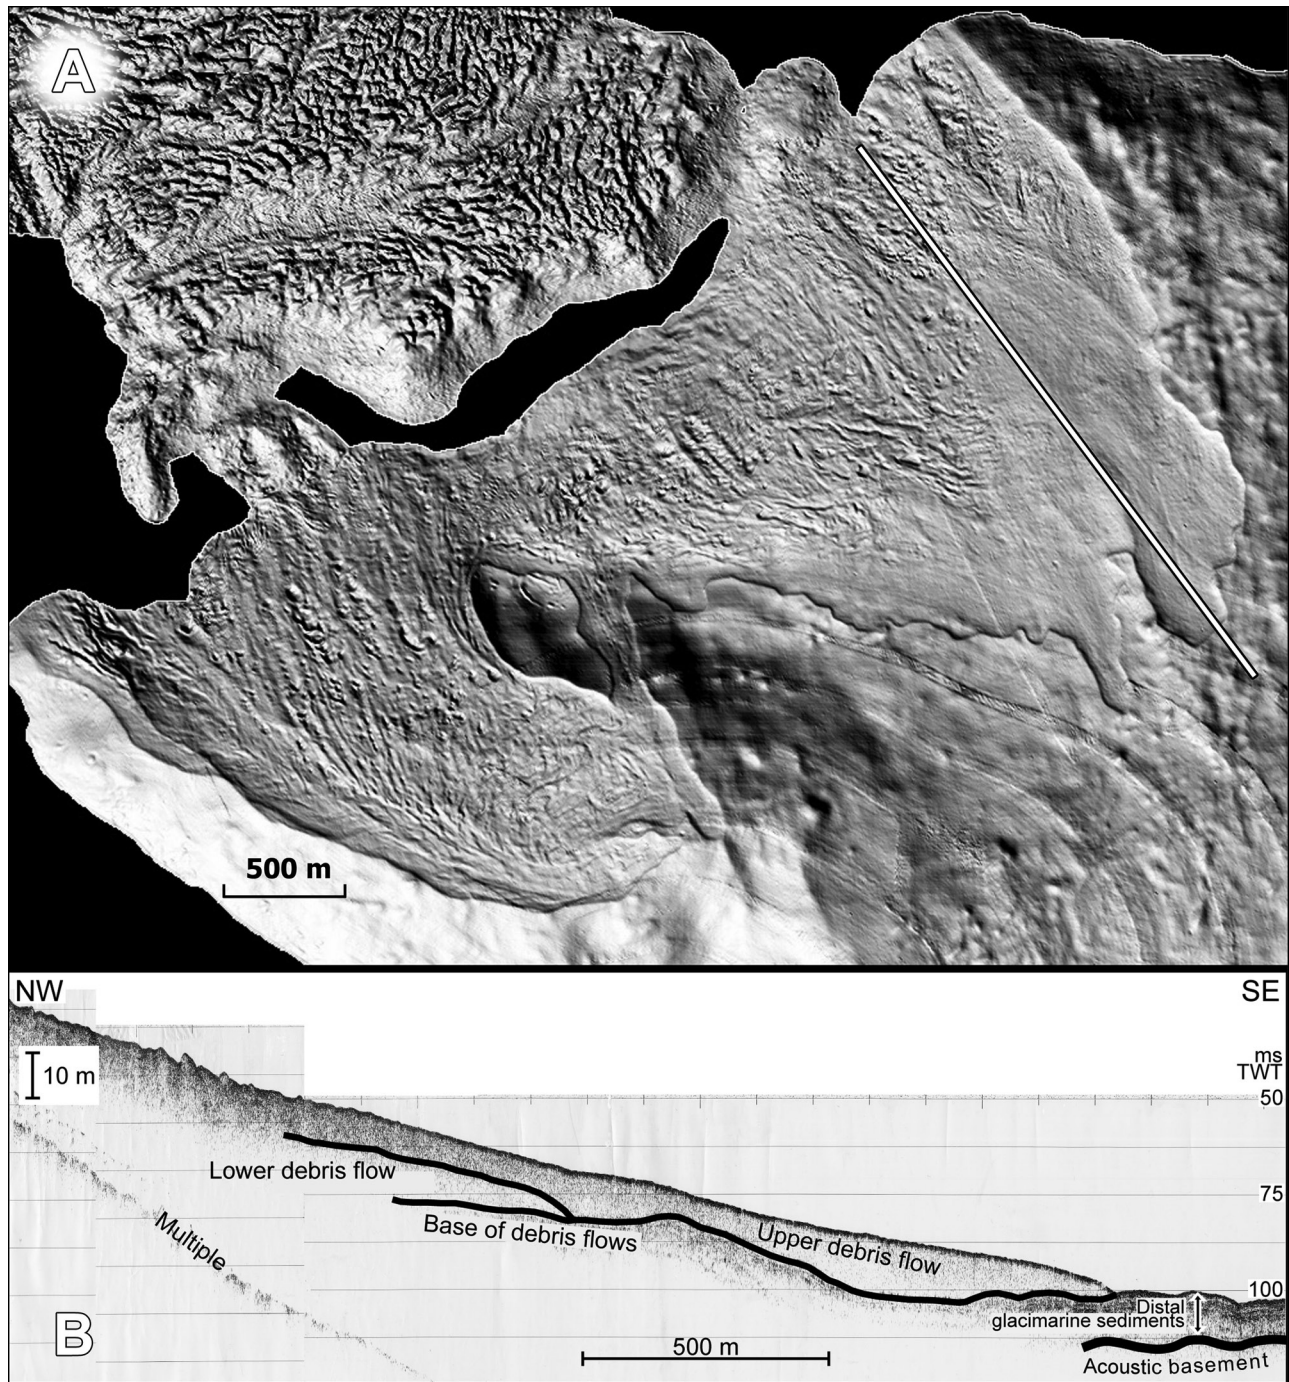 A
500 m
NW
SE
10 m
ms
TWT
50
Lower debris flow
75
Base of debris flows
Upper debris flow
Multiple
100
Distal
glacimarine sediments
B
500 m
Acoustic basement